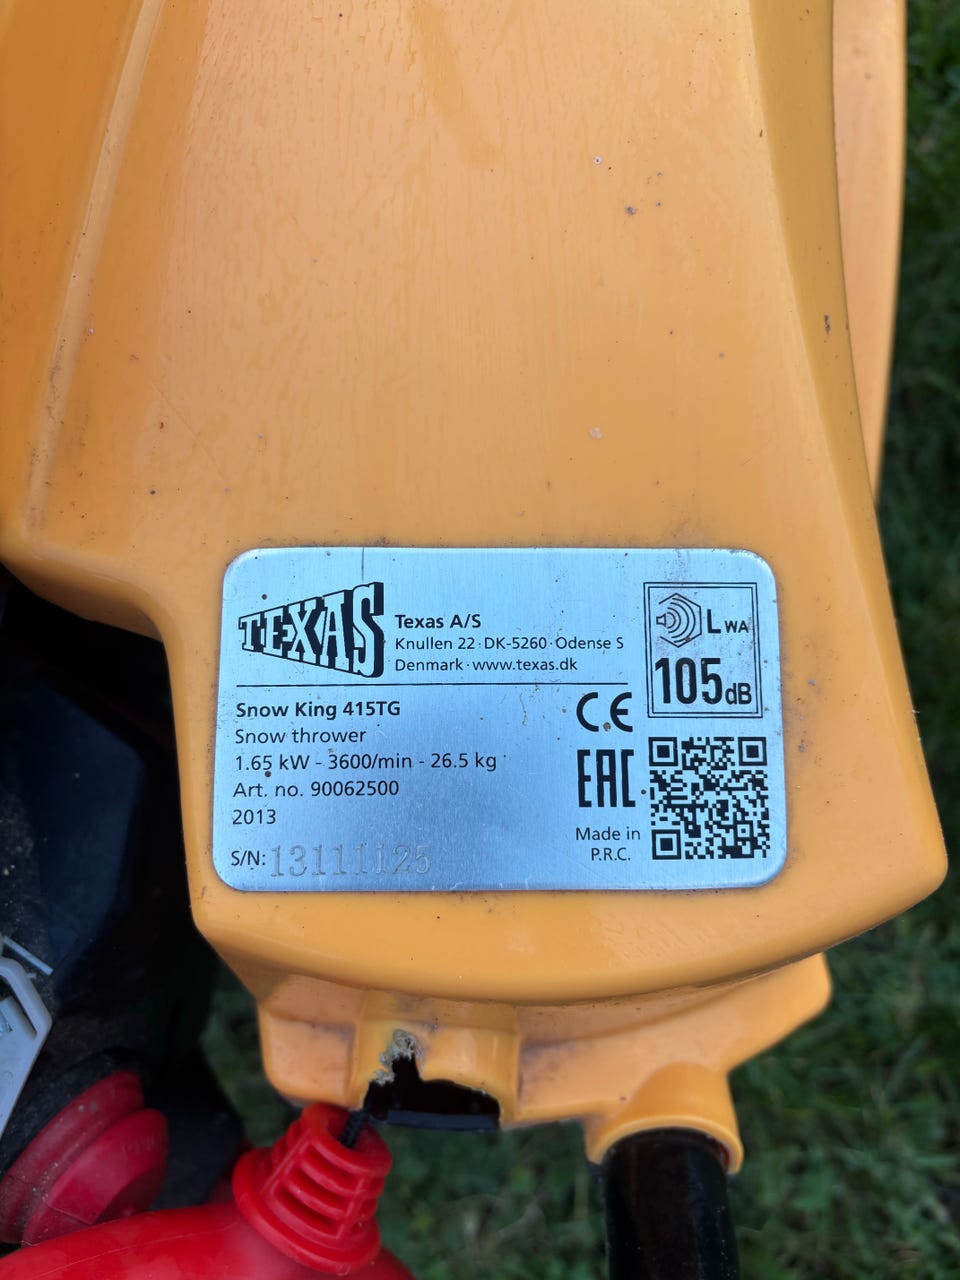 TEXAS
Texas A/S
Knullen 22 · DK-5260 · Odense S
Denmark · www.texas.dk
LWA
105dB
Snow King 415TG
Snow thrower
1.65 kW - 3600/min - 26.5 kg
Art. no. 90062500
2013
S/N: 13111125
CE
EAC
Made in
P.R.C.